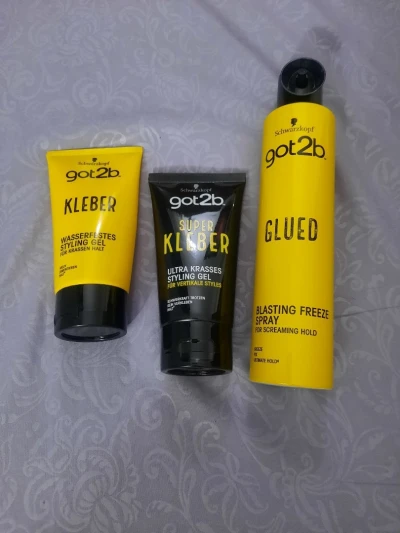 Schwarzkopf
got2b
KLEBER
WASSERFESTES
STYLING GEL
FÜR KRASSEN HALT
Schwarzkopf
got2b
SUPER
KLEBER
ULTRA KRASSES
STYLING GEL
FÜR VERTIKALE STYLES
HALT
Schwarzkopf
got2b
GLUED
BLASTING FREEZE
SPRAY
FOR SCREAMING HOLD